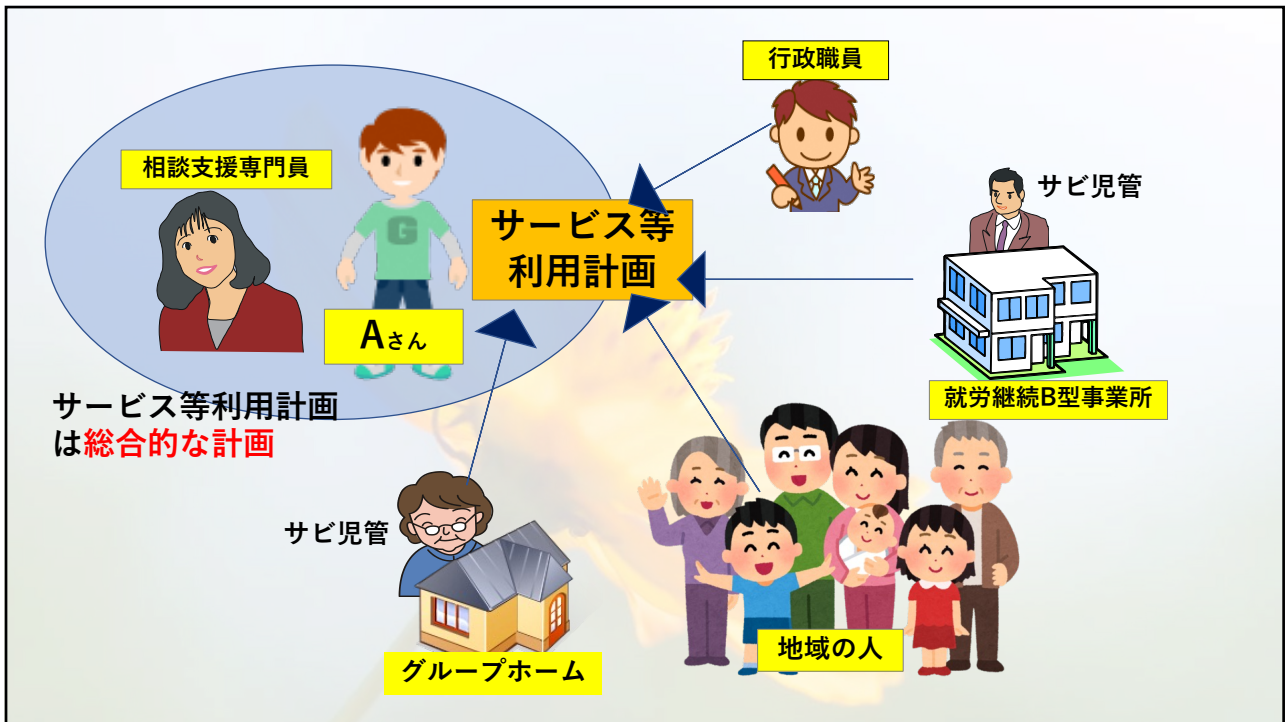 行政職員
相談支援専門員
サビ児管
G
サービス等
利用計画
Aさん
就労継続B型事業所
サービス等利用計画
は総合的な計画
サビ児管
地域の人
グループホーム